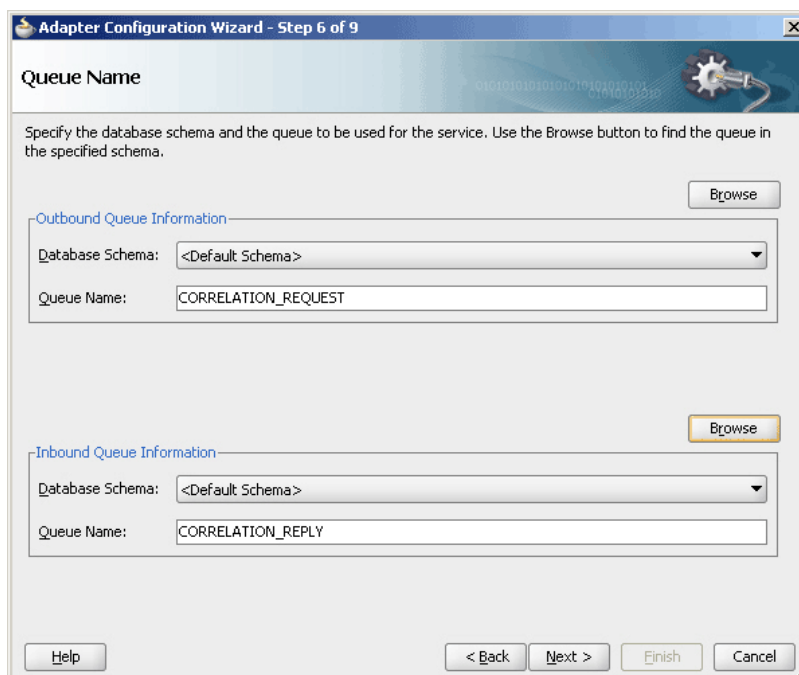 Adapter Configuration Wizard - Step 6 of 9
Queue Name
Specify the database schema and the queue to be used for the service. Use the Browse button to find the queue in
the specified schema.
Browse
Outbound Queue Information
Database Schema: <Default Schema>
Queue Name: CORRELATION_REQUEST
Browse
Inbound Queue Information
Database Schema: <Default Schema>
Queue Name: CORRELATION_REPLY
Help < Back Next > Finish Cancel